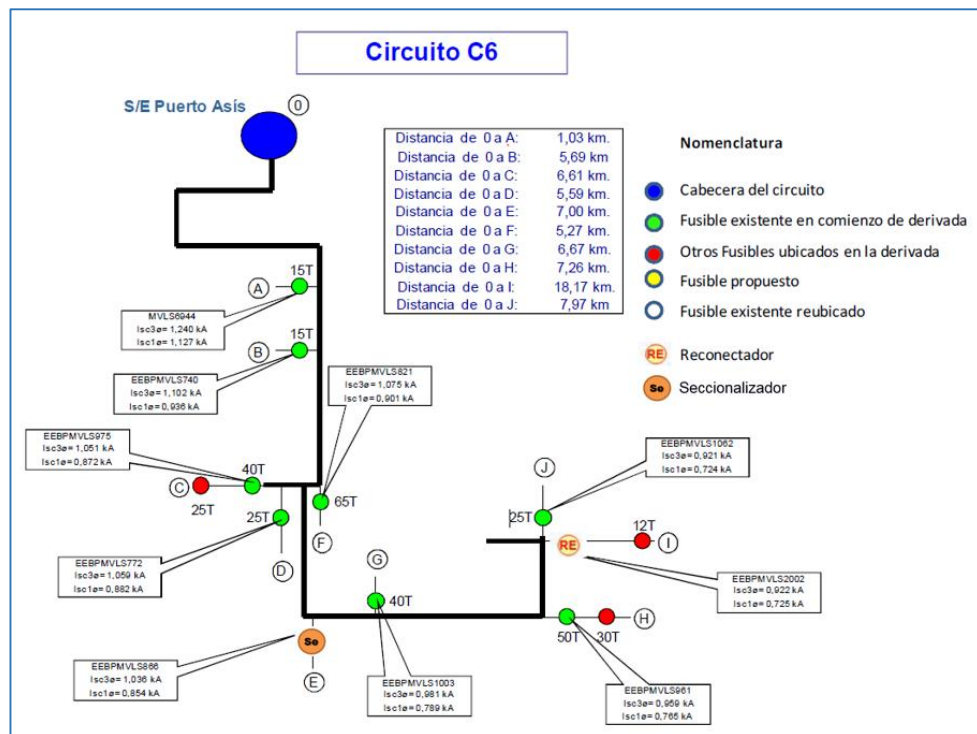 Circuito C6
S/E Puerto Asís
0
Distancia de 0 a A: 1,03 km.
Distancia de 0 a B: 5,69 km
Distancia de 0 a C: 6,61 km.
Distancia de 0 a D: 5,59 km.
Distancia de 0 a E: 7,00 km.
Distancia de 0 a F: 5,27 km.
Distancia de 0 a G: 6,67 km.
Distancia de 0 a H: 7,26 km.
Distancia de 0 a I: 18,17 km.
Distancia de 0 a J: 7,97 km
Nomenclatura
Cabecera del circuito
Fusible existente en comienzo de derivada
Otros Fusibles ubicados en la derivada
Fusible propuesto
Fusible existente reubicado
RE Reconectador
Se Seccionalizador
15T
A
MVLS6944
Isc3ø= 1,240 kA
Isc1ø= 1,127 kA
15T
B
EEBPMVLS740
Isc3ø= 1,102 kA
Isc1ø= 0,936 kA
EEBPMVLS821
Isc3ø= 1,075 kA
Isc1ø= 0,901 kA
EEBPMVLS975
Isc3ø= 1,051 kA
Isc1ø= 0,872 kA
40T
C
25T
25T
65T
F
D
EEBPMVLS772
Isc3ø= 1,059 kA
Isc1ø= 0,882 kA
EEBPMVLS1062
Isc3ø= 0,921 kA
Isc1ø= 0,724 kA
J
25T
RE
12T
I
EEBPMVLS2002
Isc3ø= 0,922 kA
Isc1ø= 0,725 kA
G
40T
50T
30T
H
Se
E
EEBPMVLS866
Isc3ø= 1,036 kA
Isc1ø= 0,854 kA
EEBPMVLS1003
Isc3ø= 0,981 kA
Isc1ø= 0,789 kA
EEBPMVLS961
Isc3ø= 0,959 kA
Isc1ø= 0,765 kA